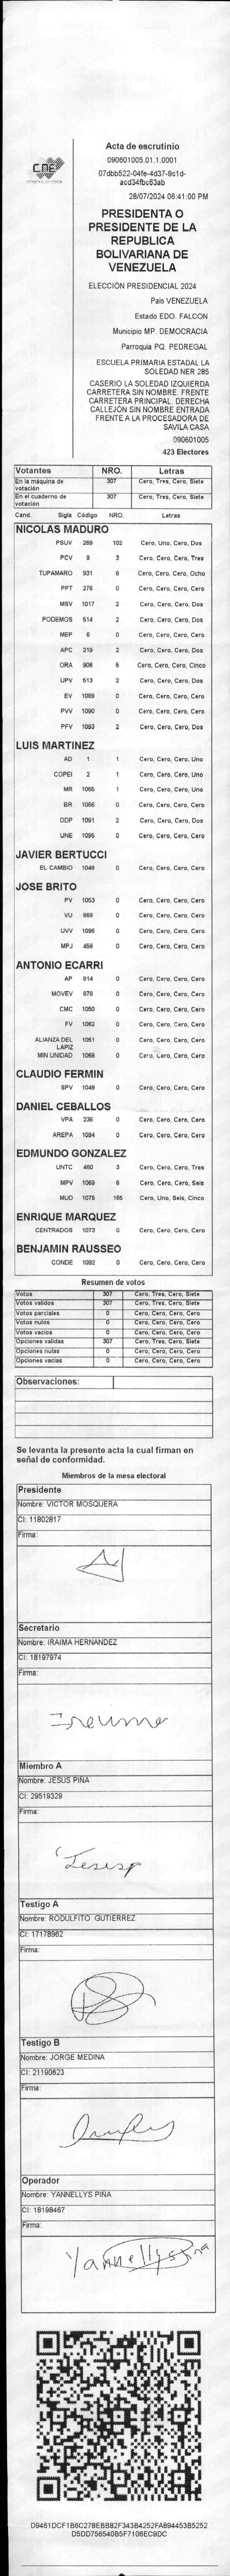 CNE
Acta de escrutinio
090601005.01.1.0001
07dbb522-04fe-4d37-9c1d-
acd34fbc63ab
28/07/2024 06:41:00 PM
PRESIDENTA O
PRESIDENTE DE LA
REPUBLICA
BOLIVARIANA DE
VENEZUELA
ELECCIÓN PRESIDENCIAL 2024
Pais VENEZUELA
Estado EDO. FALCON
Municipio MP. DEMOCRACIA
Parroquia PQ. PEDREGAL
ESCUELA PRIMARIA ESTADAL LA
SOLEDAD NER 285
CASERIO LA SOLEDAD IZQUIERDA
CARRETERA SIN NOMBRE. FRENTE
CARRETERA PRINCIPAL. DERECHA
CALLEJÓN SIN NOMBRE ENTRADA
FRENTE A LA PROCESADORA DE
SAVILA CASA
090601005
423 Electores
Votantes NRO. Letras
En la máquina de votación 307 Cero, Tres, Cero, Siete
En el cuaderno de votación 307 Cero, Tres, Cero, Siete
Cand. Sigla Código NRO. Letras
NICOLAS MADURO
PSUV 269 102 Cero, Uno, Cero, Dos
PCV 9 3 Cero, Cero, Cero, Tres
TUPAMARO 931 8 Cero, Cero, Cero, Ocho
PPT 276 0 Cero, Cero, Cero, Cero
MSV 1017 2 Cero, Cero, Cero, Dos
PODEMOS 514 2 Cero, Cero, Cero, Dos
MEP 6 0 Cero, Cero, Cero, Cero
APC 219 2 Cero, Cero, Cero, Dos
ORA 906 5 Cero, Cero, Cero, Cinco
UPV 513 2 Cero, Cero, Cero, Dos
EV 1089 0 Cero, Cero, Cero, Cero
PVV 1090 0 Cero, Cero, Cero, Cero
PFV 1093 2 Cero, Cero, Cero, Dos
LUIS MARTINEZ
AD 1 1 Cero, Cero, Cero, Uno
COPEI 2 1 Cero, Cero, Cero, Uno
MR 1065 1 Cero, Cero, Cero, Uno
BR 1066 0 Cero, Cero, Cero, Cero
DDP 1091 2 Cero, Cero, Cero, Dos
UNE 1095 0 Cero, Cero, Cero, Cero
JAVIER BERTUCCI
EL CAMBIO 1048 0 Cero, Cero, Cero, Cero
JOSE BRITO
PV 1053 0 Cero, Cero, Cero, Cero
VU 668 0 Cero, Cero, Cero, Cero
UVV 1096 0 Cero, Cero, Cero, Cero
MPJ 458 0 Cero, Cero, Cero, Cero
ANTONIO ECARRI
AP 814 0 Cero, Cero, Cero, Cero
MOVEV 878 0 Cero, Cero, Cero, Cero
CMC 1050 0 Cero, Cero, Cero, Cero
FV 1062 0 Cero, Cero, Cero, Cero
ALIANZA DEL LAPIZ 1051 0 Cero, Cero, Cero, Cero
MIN UNIDAD 1068 0 Cero, Cero, Cero, Cero
CLAUDIO FERMIN
SPV 1049 0 Cero, Cero, Cero, Cero
DANIEL CEBALLOS
VPA 236 0 Cero, Cero, Cero, Cero
AREPA 1094 0 Cero, Cero, Cero, Cero
EDMUNDO GONZALEZ
UNTC 460 3 Cero, Cero, Cero, Tres
MPV 1069 6 Cero, Cero, Cero, Seis
MUD 1075 165 Cero, Uno, Seis, Cinco
ENRIQUE MARQUEZ
CENTRADOS 1073 0 Cero, Cero, Cero, Cero
BENJAMIN RAUSSEO
CONDE 1092 0 Cero, Cero, Cero, Cero
Resumen de votos
Votos 307 Cero, Tres, Cero, Siete
Votos validos 307 Cero, Tres, Cero, Siete
Votos parciales 0 Cero, Cero, Cero, Cero
Votos nulos 0 Cero, Cero, Cero, Cero
Votos vacios 0 Cero, Cero, Cero, Cero
Opciones validas 307 Cero, Tres, Cero, Siete
Opciones nulas 0 Cero, Cero, Cero, Cero
Opciones vacias 0 Cero, Cero, Cero, Cero
Observaciones:
Se levanta la presente acta la cual firman en
señal de conformidad.
Miembros de la mesa electoral
Presidente
Nombre: VICTOR MOSQUERA
CI: 11802817
Firma:
Secretario
Nombre: IRAIMA HERNANDEZ
CI: 18197974
Firma:
Miembro A
Nombre: JESUS PIÑA
CI: 29519329
Firma:
Testigo A
Nombre: RODULFITO GUTIERREZ
CI: 17178962
Firma:
Testigo B
Nombre: JORGE MEDINA
CI: 21190623
Firma:
Operador
Nombre: YANNELLYS PIÑA
CI: 18198467
Firma:
Yannellys Piña
D9461DCF1B6C278EBB82F343B4252FA894453B5252
D5DD756540B5F7106EC9DC